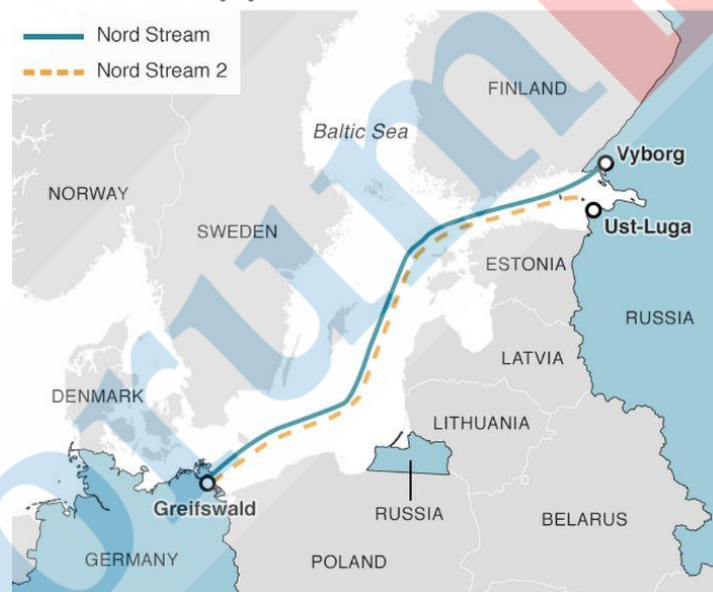 Nord Stream
Nord Stream 2
FINLAND
Baltic Sea
Vyborg
NORWAY
SWEDEN
Ust-Luga
ESTONIA
RUSSIA
LATVIA
DENMARK
LITHUANIA
Greifswald
RUSSIA
BELARUS
GERMANY
POLAND